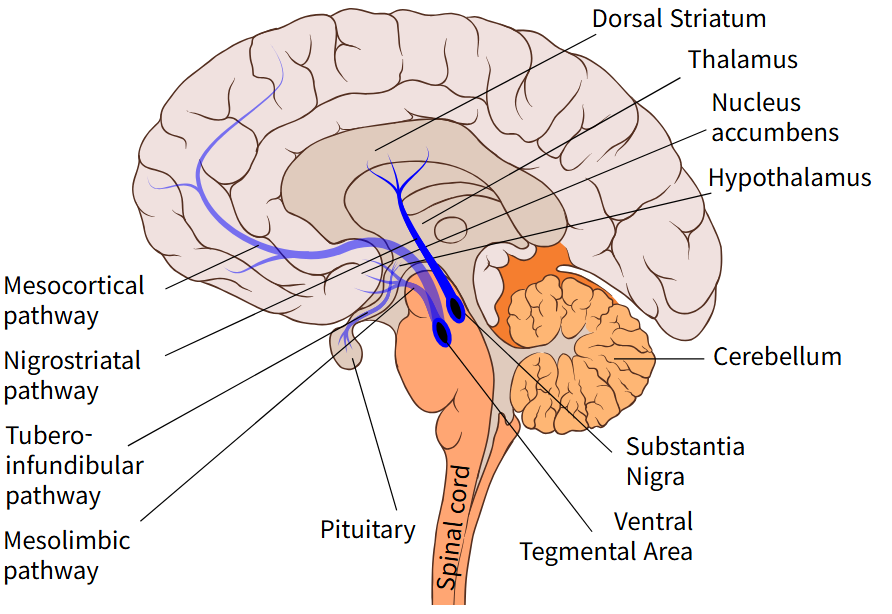 Dorsal Striatum
Thalamus
Nucleus
accumbens
Hypothalamus
Mesocortical
pathway
Nigrostriatal
pathway
Tubero-
infundibular
pathway
Mesolimbic
pathway
Pituitary
Spinal cord
Cerebellum
Substantia
Nigra
Ventral
Tegmental Area